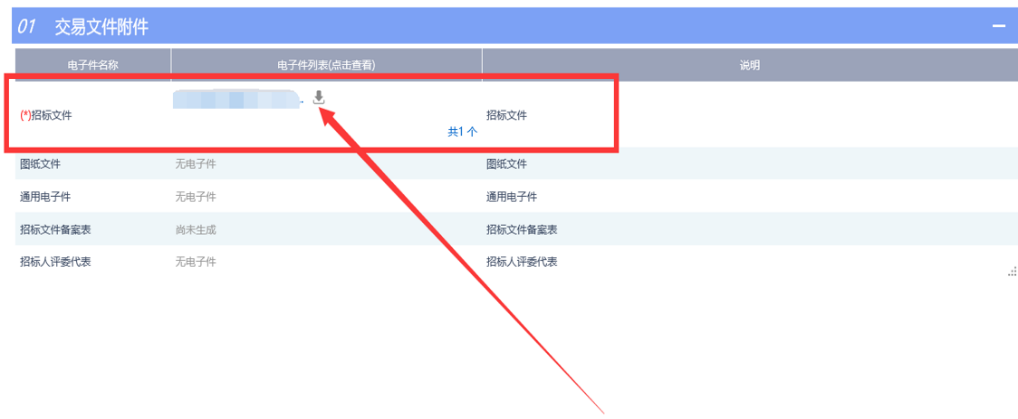 01 交易文件附件
电子件名称 电子件列表(点击查看) 说明
(*)招标文件 招标文件
共1 个
图纸文件 无电子件 图纸文件
通用电子件 无电子件 通用电子件
招标文件备案表 尚未生成 招标文件备案表
招标人评委代表 无电子件 招标人评委代表